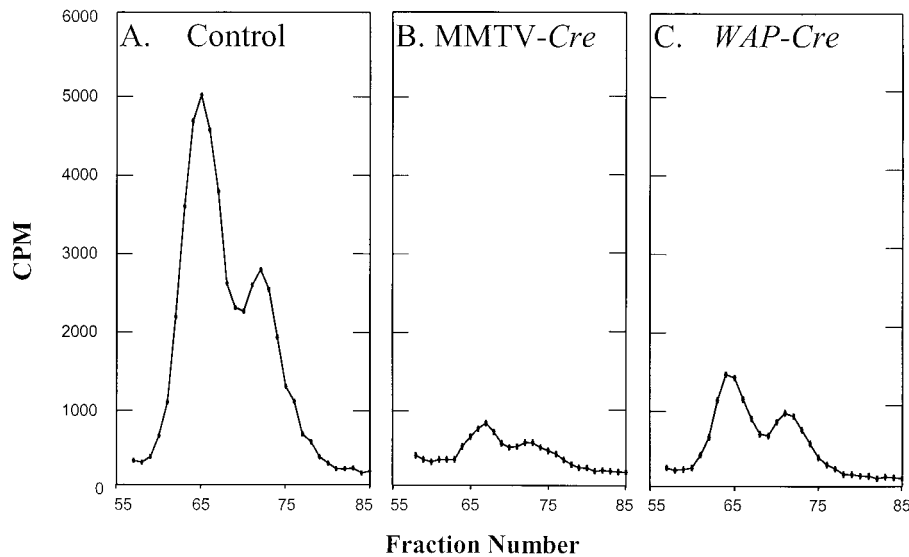 6000
A. Control
B. MMTV-Cre
C. WAP-Cre
5000
4000
3000
2000
1000
0
CPM
55 65 75 85
55 65 75 85
55 65 75 85
Fraction Number